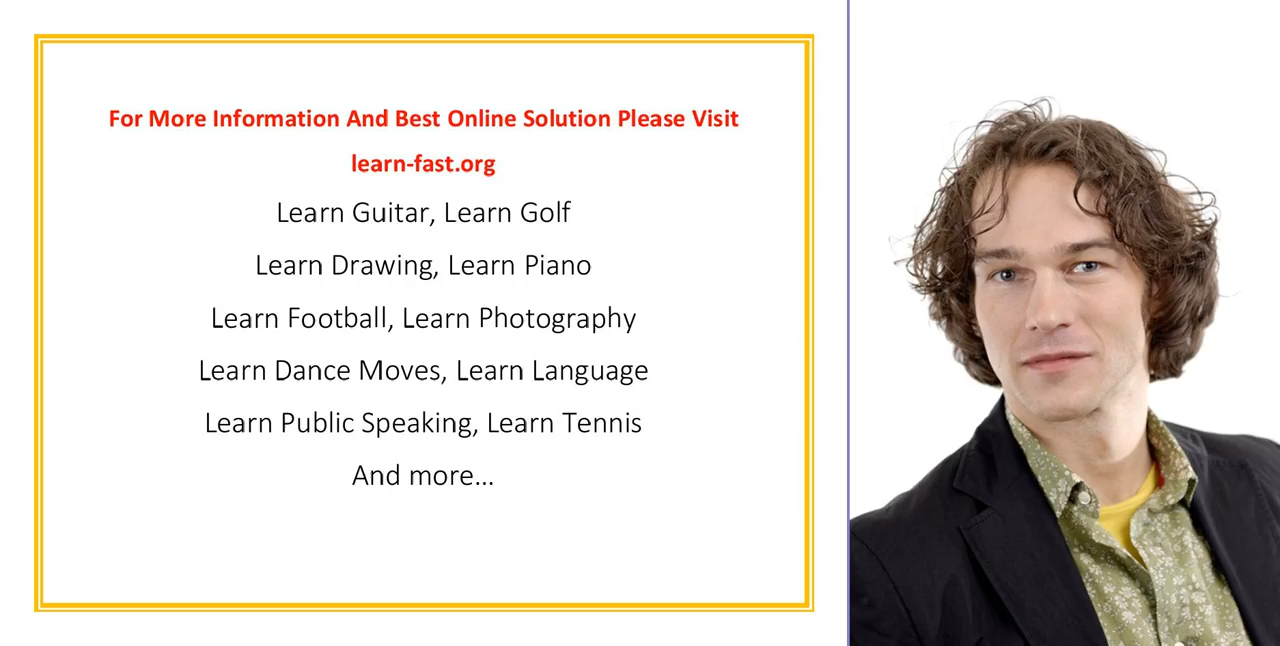 For More Information And Best Online Solution Please Visit
learn-fast.org
Learn Guitar, Learn Golf
Learn Drawing, Learn Piano
Learn Football, Learn Photography
Learn Dance Moves, Learn Language
Learn Public Speaking, Learn Tennis
And more...